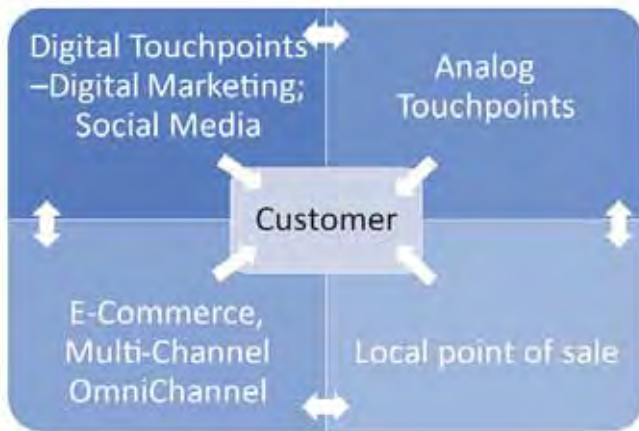 Digital Touchpoints
–Digital Marketing;
Social Media
Analog
Touchpoints
Customer
E-Commerce,
Multi-Channel
OmniChannel
Local point of sale